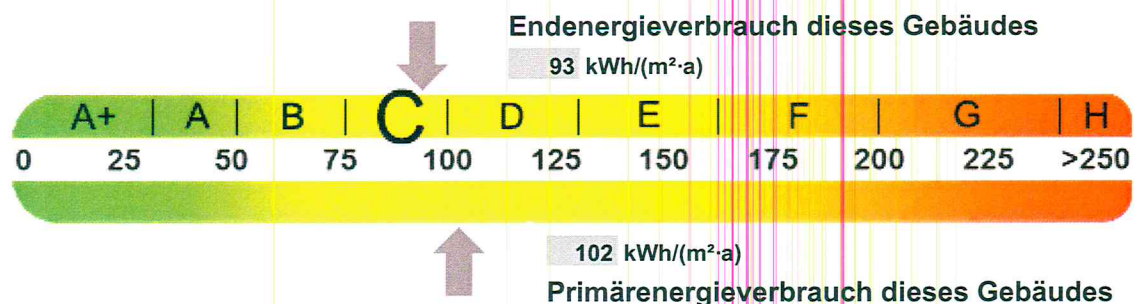 Endenergieverbrauch dieses Gebäudes
93 kWh/(m²·a)
A+ | A | B | C | D | E | F | G | H
0 25 50 75 100 125 150 175 200 225 >250
102 kWh/(m²·a)
Primärenergieverbrauch dieses Gebäudes